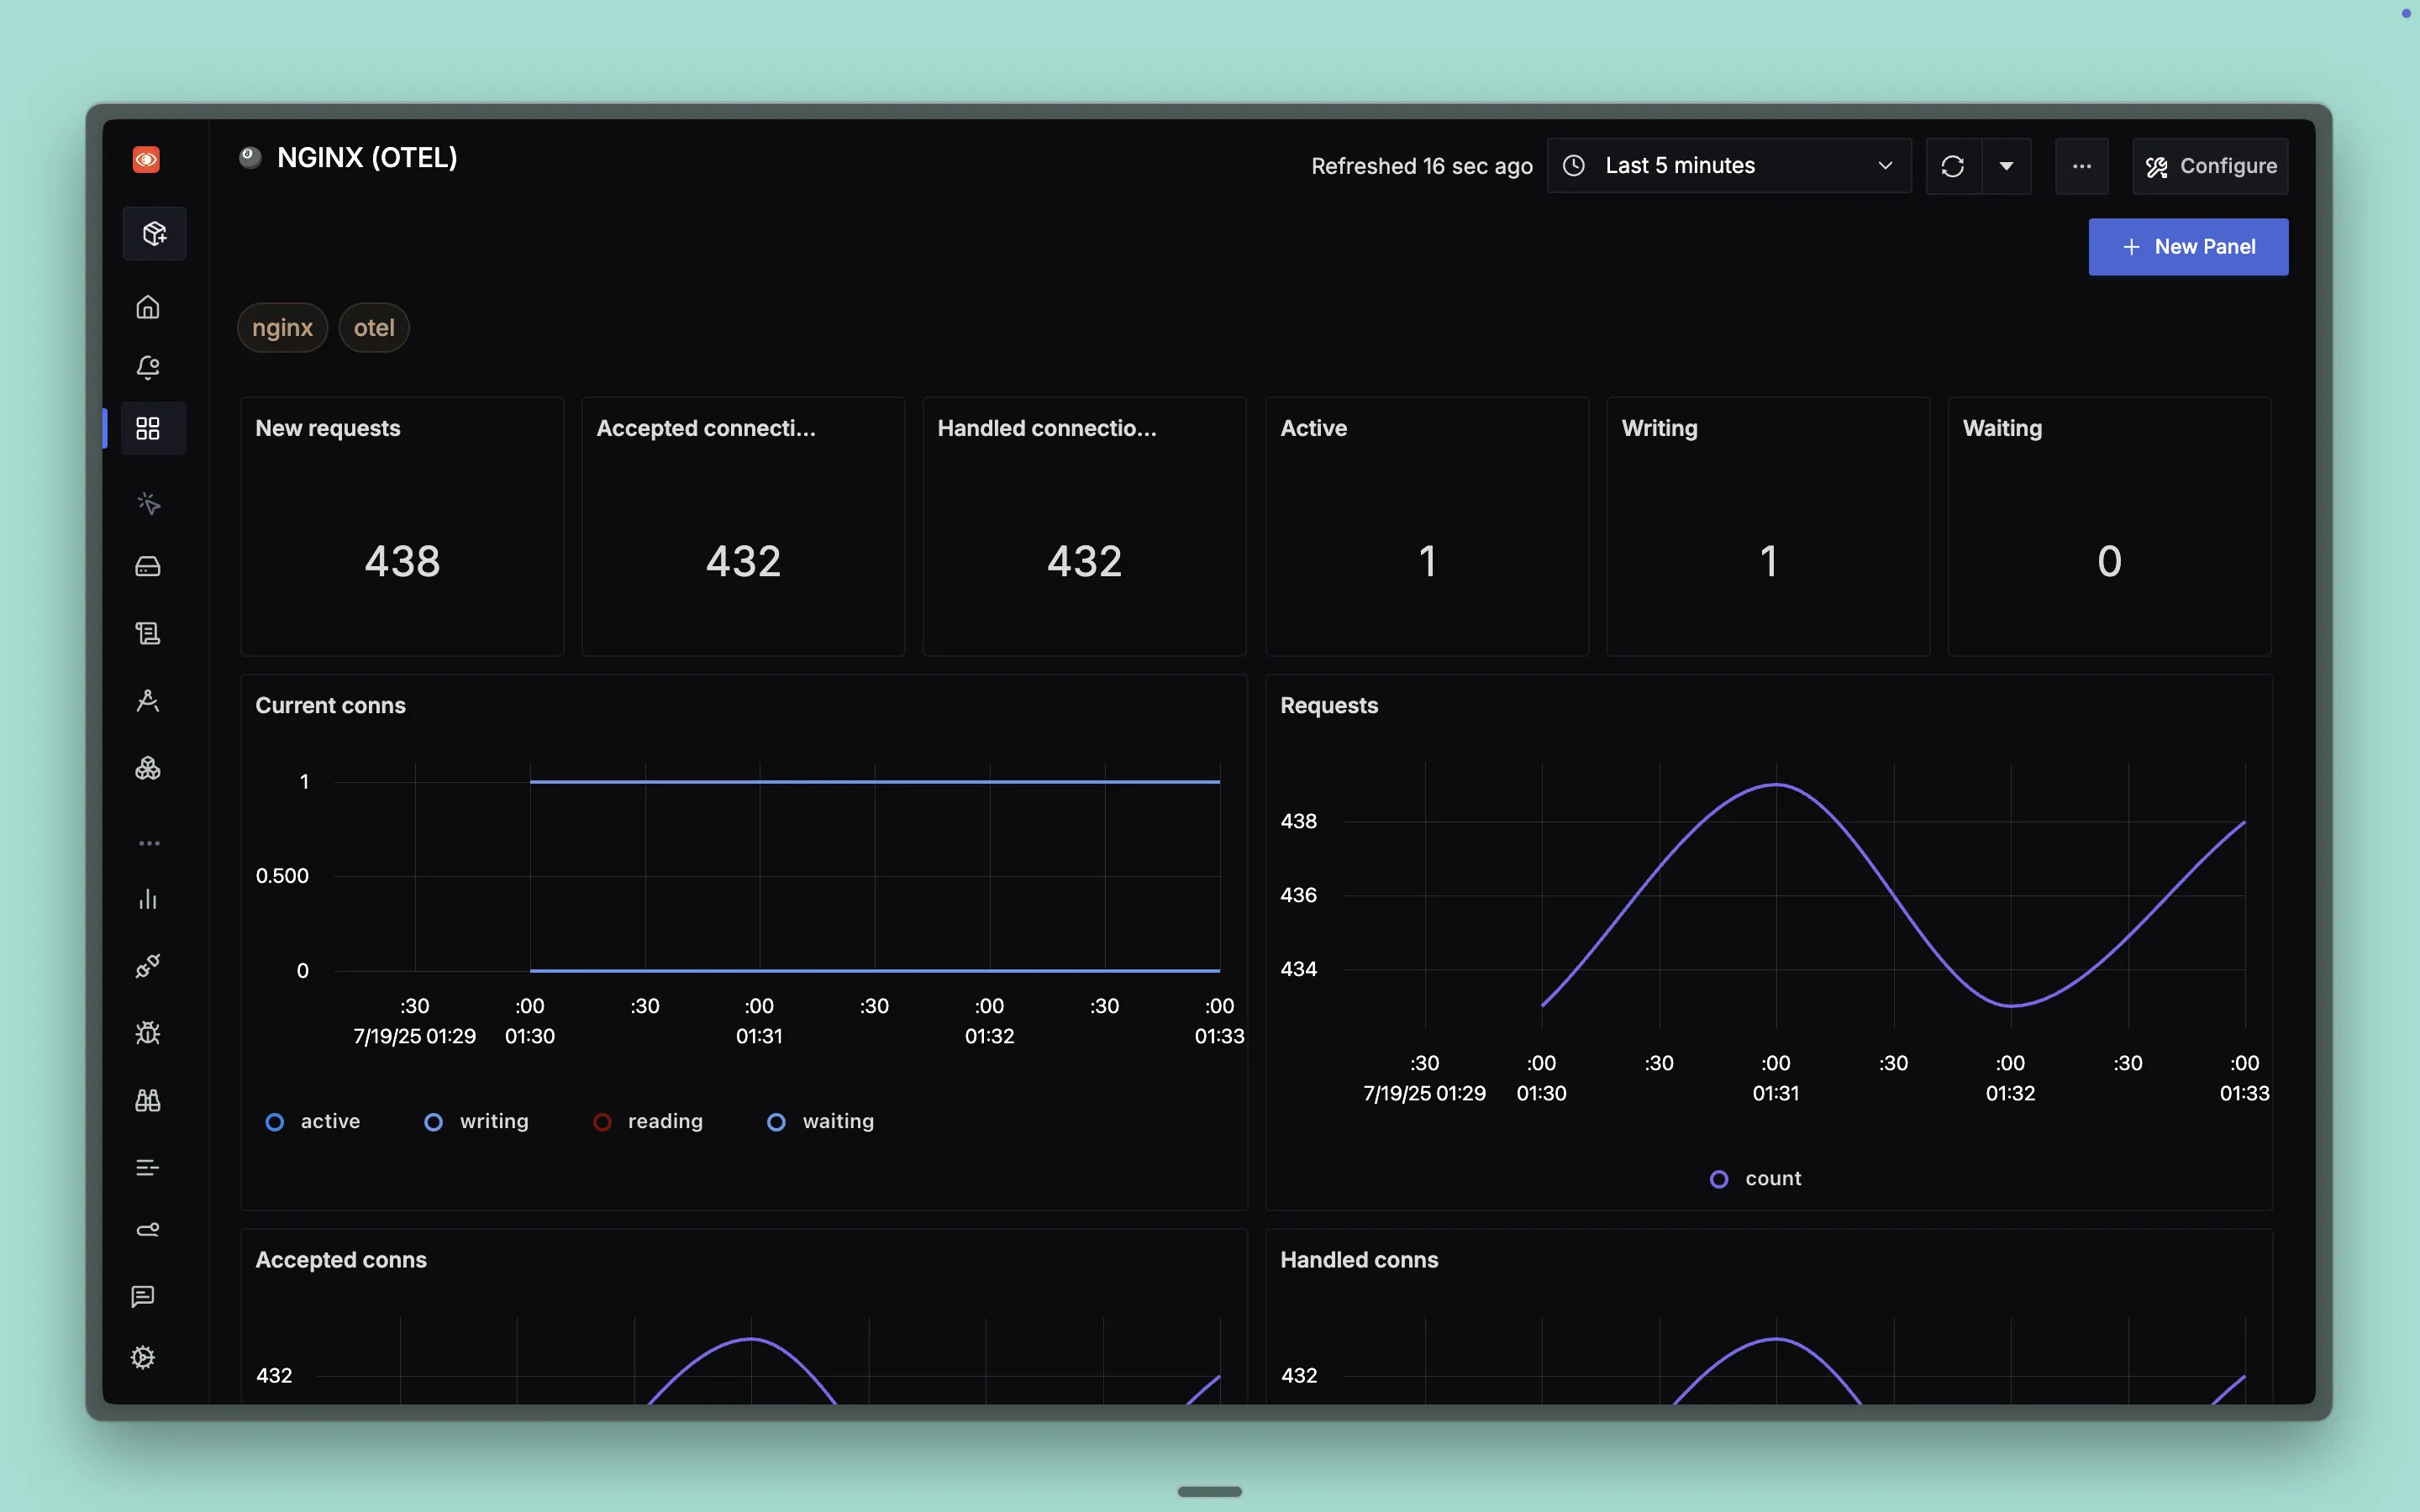 NGINX (OTEL)
Refreshed 16 sec ago
Last 5 minutes
Configure
New Panel
nginx
otel
New requests
438
Accepted connecti...
432
Handled connectio...
432
Active
1
Writing
1
Waiting
0
Current conns
1
0.500
0
:30 :00 :30 :00 :30 :00 :30 :00
7/19/25 01:29 01:30 01:31 01:32 01:33
active writing reading waiting
Requests
438
436
434
:30 :00 :30 :00 :30 :00 :30 :00
7/19/25 01:29 01:30 01:31 01:32 01:33
count
Accepted conns
432
Handled conns
432